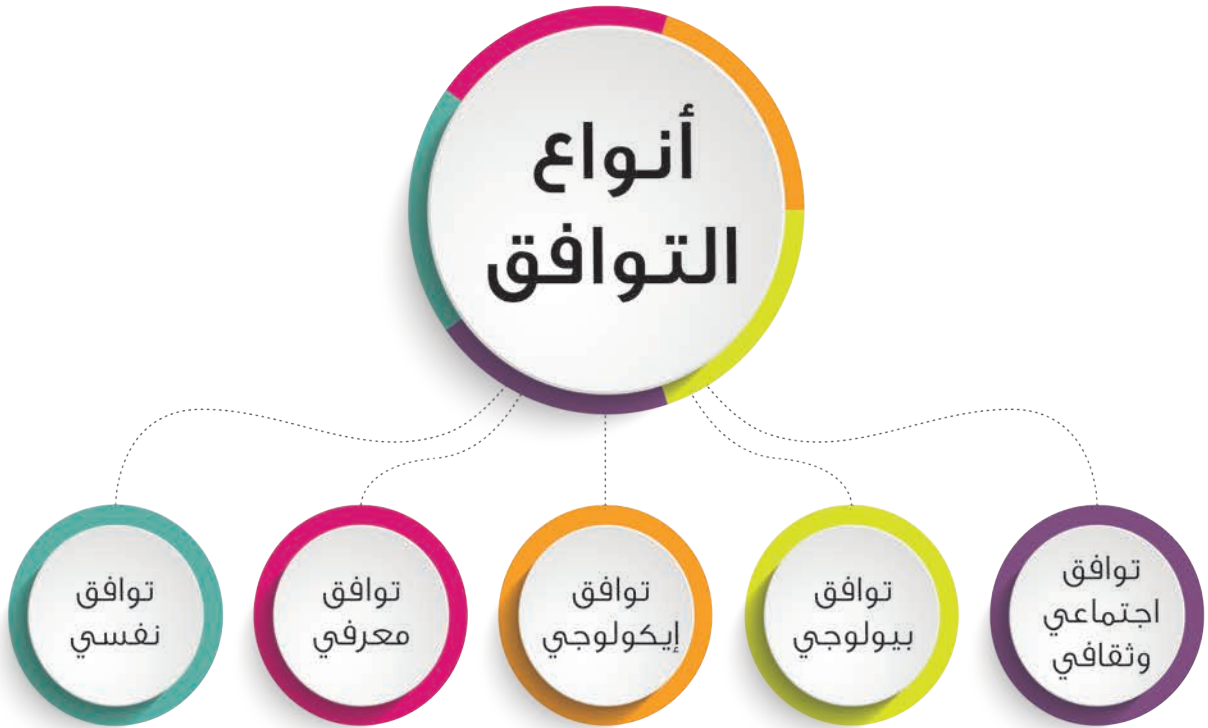 أنواع
التوافق
توافق
اجتماعي
وثقافي
توافق
بيولوجي
توافق
إيكولوجي
توافق
معرفي
توافق
نفسي